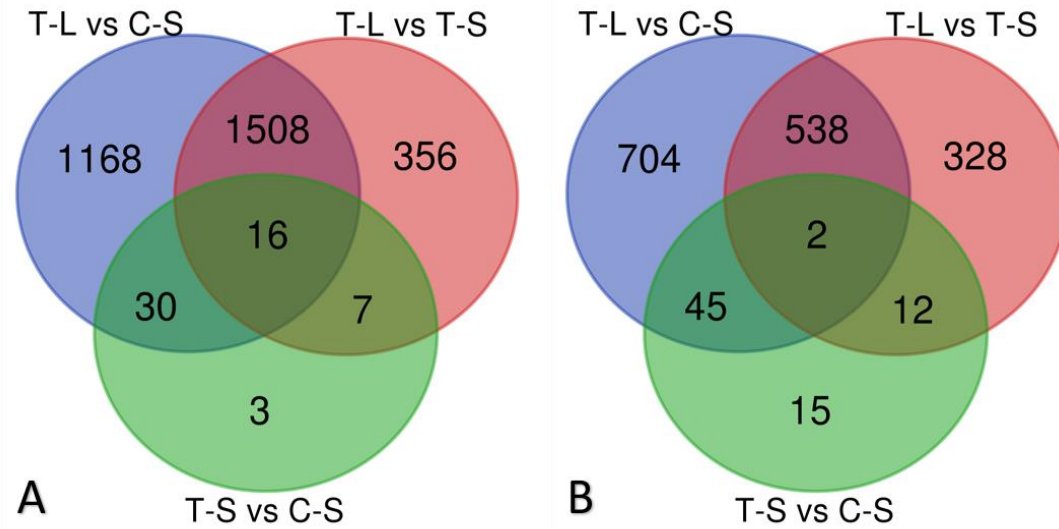 T-L vs C-S
T-L vs T-S
1168
1508
356
16
30
7
3
A
T-S vs C-S
T-L vs C-S
T-L vs T-S
704
538
328
2
45
12
15
B
T-S vs C-S